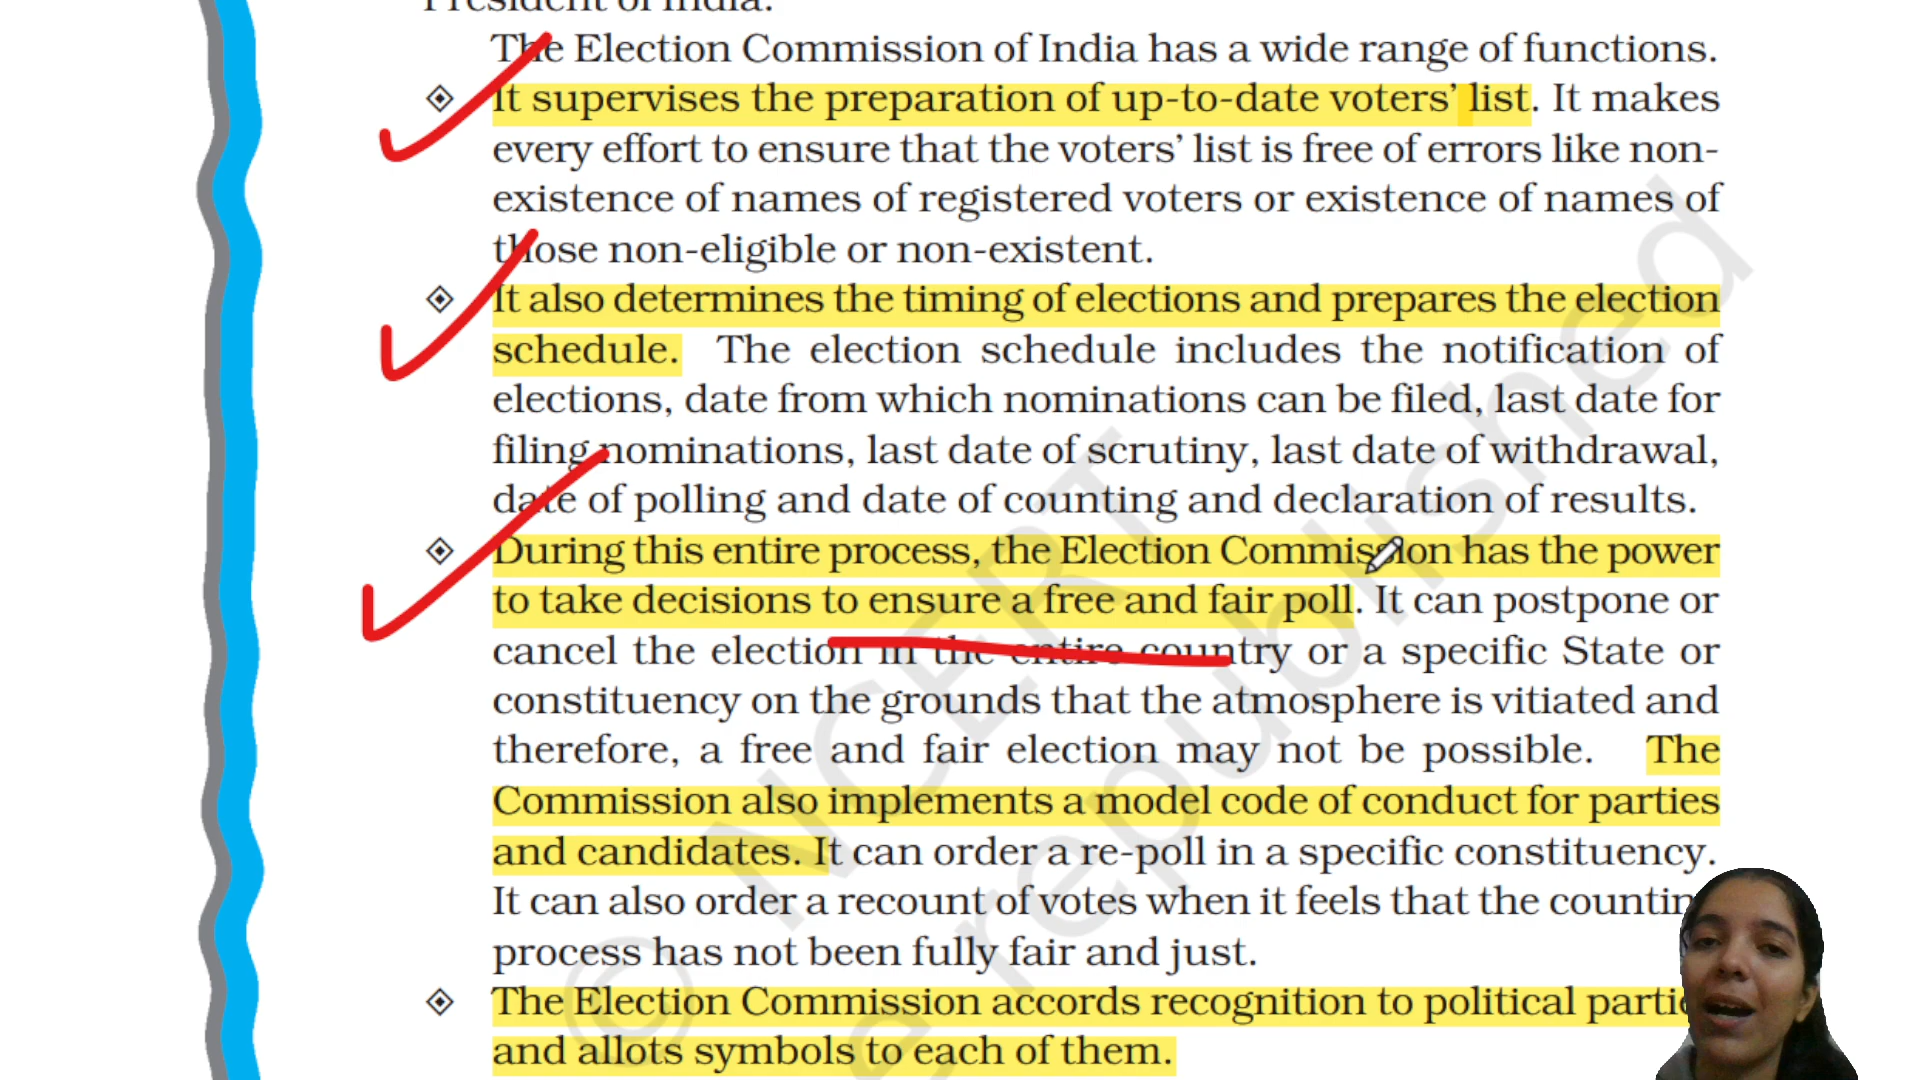 President of India.
The Election Commission of India has a wide range of functions.
It supervises the preparation of up-to-date voters’ list. It makes
every effort to ensure that the voters’ list is free of errors like non-
existence of names of registered voters or existence of names of
those non-eligible or non-existent.
It also determines the timing of elections and prepares the election
schedule. The election schedule includes the notification of
elections, date from which nominations can be filed, last date for
filing nominations, last date of scrutiny, last date of withdrawal,
date of polling and date of counting and declaration of results.
During this entire process, the Election Commission has the power
to take decisions to ensure a free and fair poll. It can postpone or
cancel the election in the entire country or a specific State or
constituency on the grounds that the atmosphere is vitiated and
therefore, a free and fair election may not be possible. The
Commission also implements a model code of conduct for parties
and candidates. It can order a re-poll in a specific constituency.
It can also order a recount of votes when it feels that the countin
process has not been fully fair and just.
The Election Commission accords recognition to political parti
and allots symbols to each of them.
© NCERT
e republished